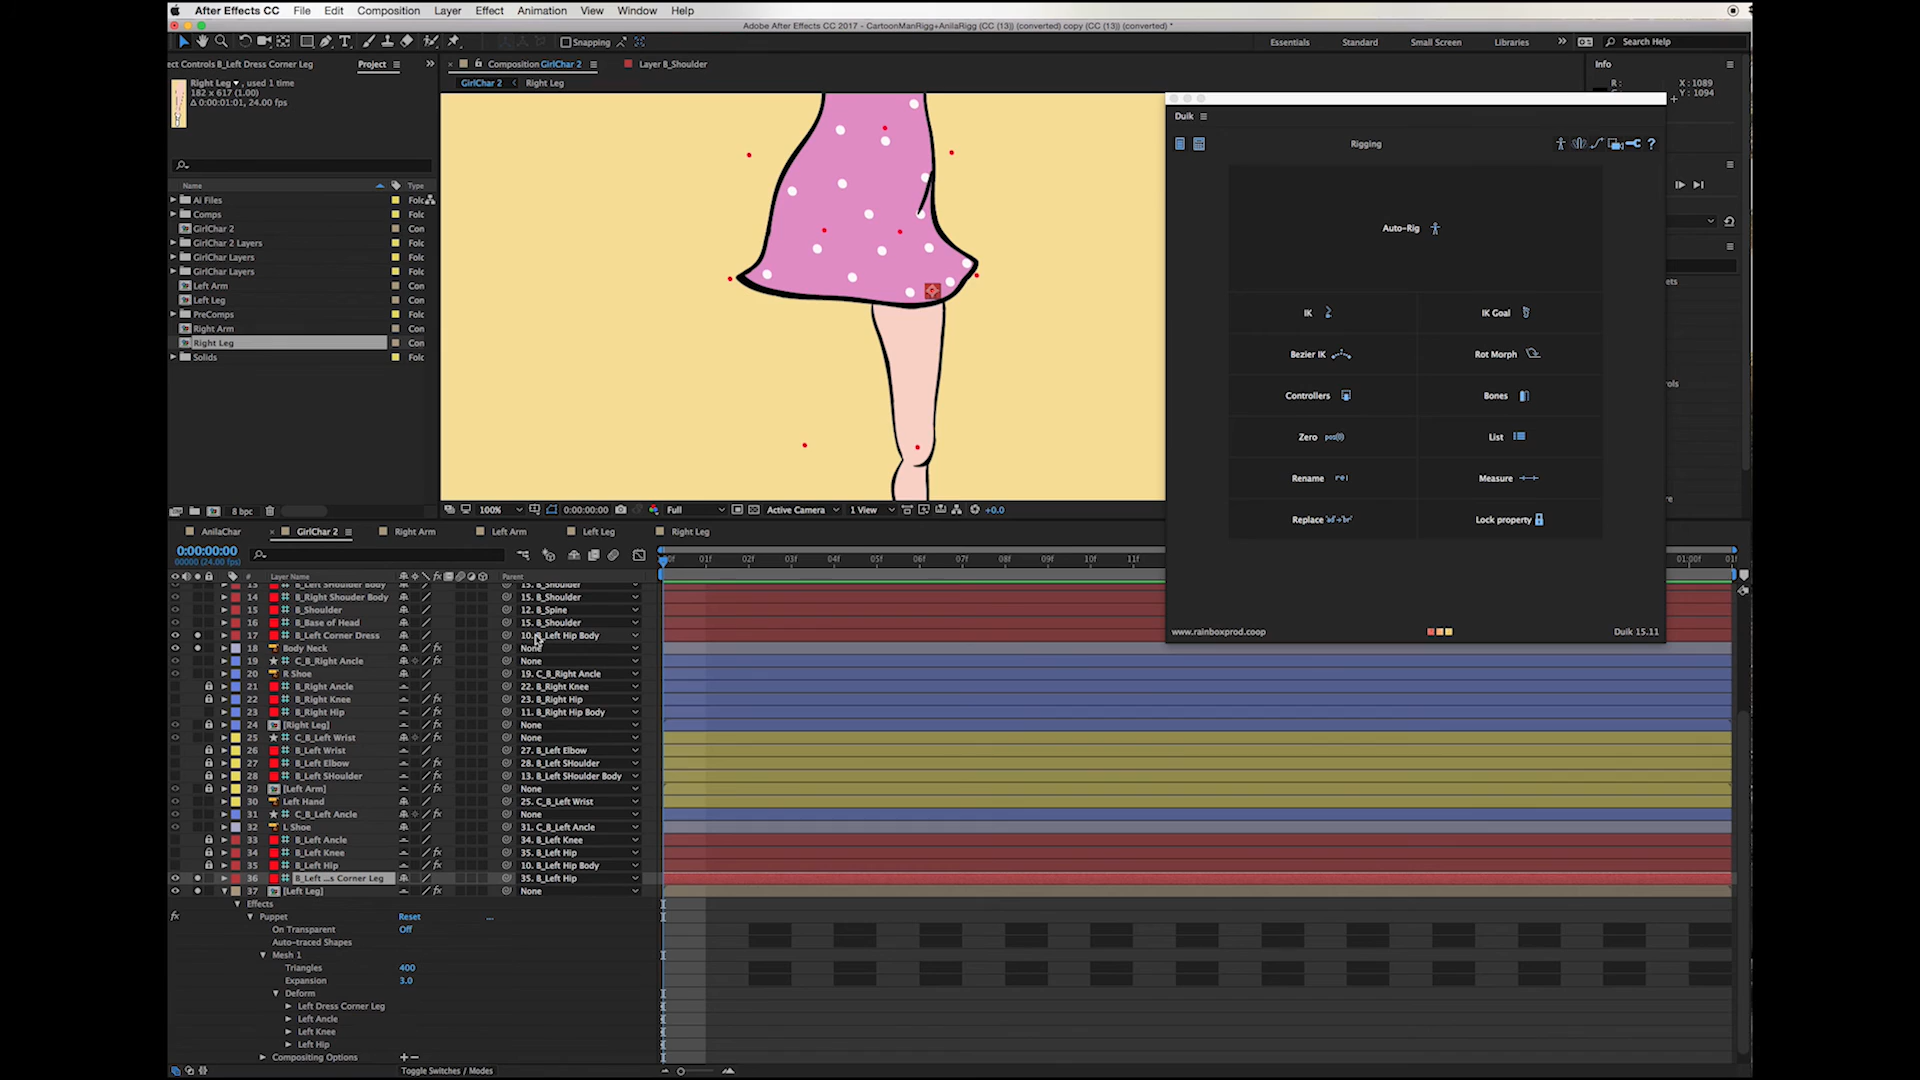 After Effects CC File Edit Composition Layer Effect Animation View Window Help
Adobe After Effects CC 2017 - CartoonManRigg+AnilaRigg (CC (13)) (converted) copy (CC (13)) (converted) *
Snapping Essentials Standard Small Screen Libraries Search Help
ect Controls B_Left Dress Corner Leg Project Composition GirlChar 2 Layer B_Shoulder Info
GirlChar 2 Right Leg
Right Leg , used 1 time
182 x 617 (1.00)
Δ 0:00:01:01, 24.00 fps
R :
X : 1089
Y : 1094
Duik
Rigging
Name Type
Ai Files Folc
Comps Folc
GirlChar 2 Con
GirlChar 2 Layers Folc
GirlChar Layers Folc
GirlChar Layers Folc
Left Arm Con
Left Leg Con
PreComps Folc
Right Arm Con
Right Leg Con
Solids Folc
Auto-Rig
IK IK Goal
Bezier IK Rot Morph
Controllers Bones
Zero pos(0) List
Rename Measure
Replace Lock property
www.rainboxprod.coop Duik 15.11
8 bpc 100% 0:00:00:00 Full Active Camera 1 View +0.0
AnilaChar GirlChar 2 Right Arm Left Arm Left Leg Right Leg
0:00:00:00
00000 (24.00 fps)
01f 02f 03f 04f 05f 06f 07f 08f 09f 10f 11f 01:00f
# Layer Name Parent
B_Left SHoulder Body 15. B_Shoulder
14 B_Right Shouder Body 15. B_Shoulder
15 B_Shoulder 12. B_Spine
16 B_Base of Head 15. B_Shoulder
17 B_Left Corner Dress 10. B_Left Hip Body
18 Body Neck None
19 C_B_Right Angle None
20 R Shoe 19. C_B_Right Angle
21 B_Right Angle 22. B_Right Knee
22 B_Right Knee 23. B_Right Hip
23 B_Right Hip 11. B_Right Hip Body
24 [Right Leg] None
25 C_B_Left Wrist None
26 B_Left Wrist 27. B_Left Elbow
27 B_Left Elbow 28. B_Left SHoulder
28 B_Left SHoulder 13. B_Left SHoulder Body
29 [Left Arm] None
30 Left Hand 25. C_B_Left Wrist
31 C_B_Left Angle None
32 L Shoe 31. C_B_Left Angle
33 B_Left Angle 34. B_Left Knee
34 B_Left Knee 35. B_Left Hip
35 B_Left Hip 10. B_Left Hip Body
36 B_Left ...s Corner Leg 35. B_Left Hip
37 [Left Leg] None
Effects
fx Puppet Reset ...
On Transparent Off
Auto-traced Shapes
Mesh 1
Triangles 400
Expansion 3.0
Deform
Left Dress Corner Leg
Left Angle
Left Knee
Left Hip
Compositing Options
Toggle Switches / Modes